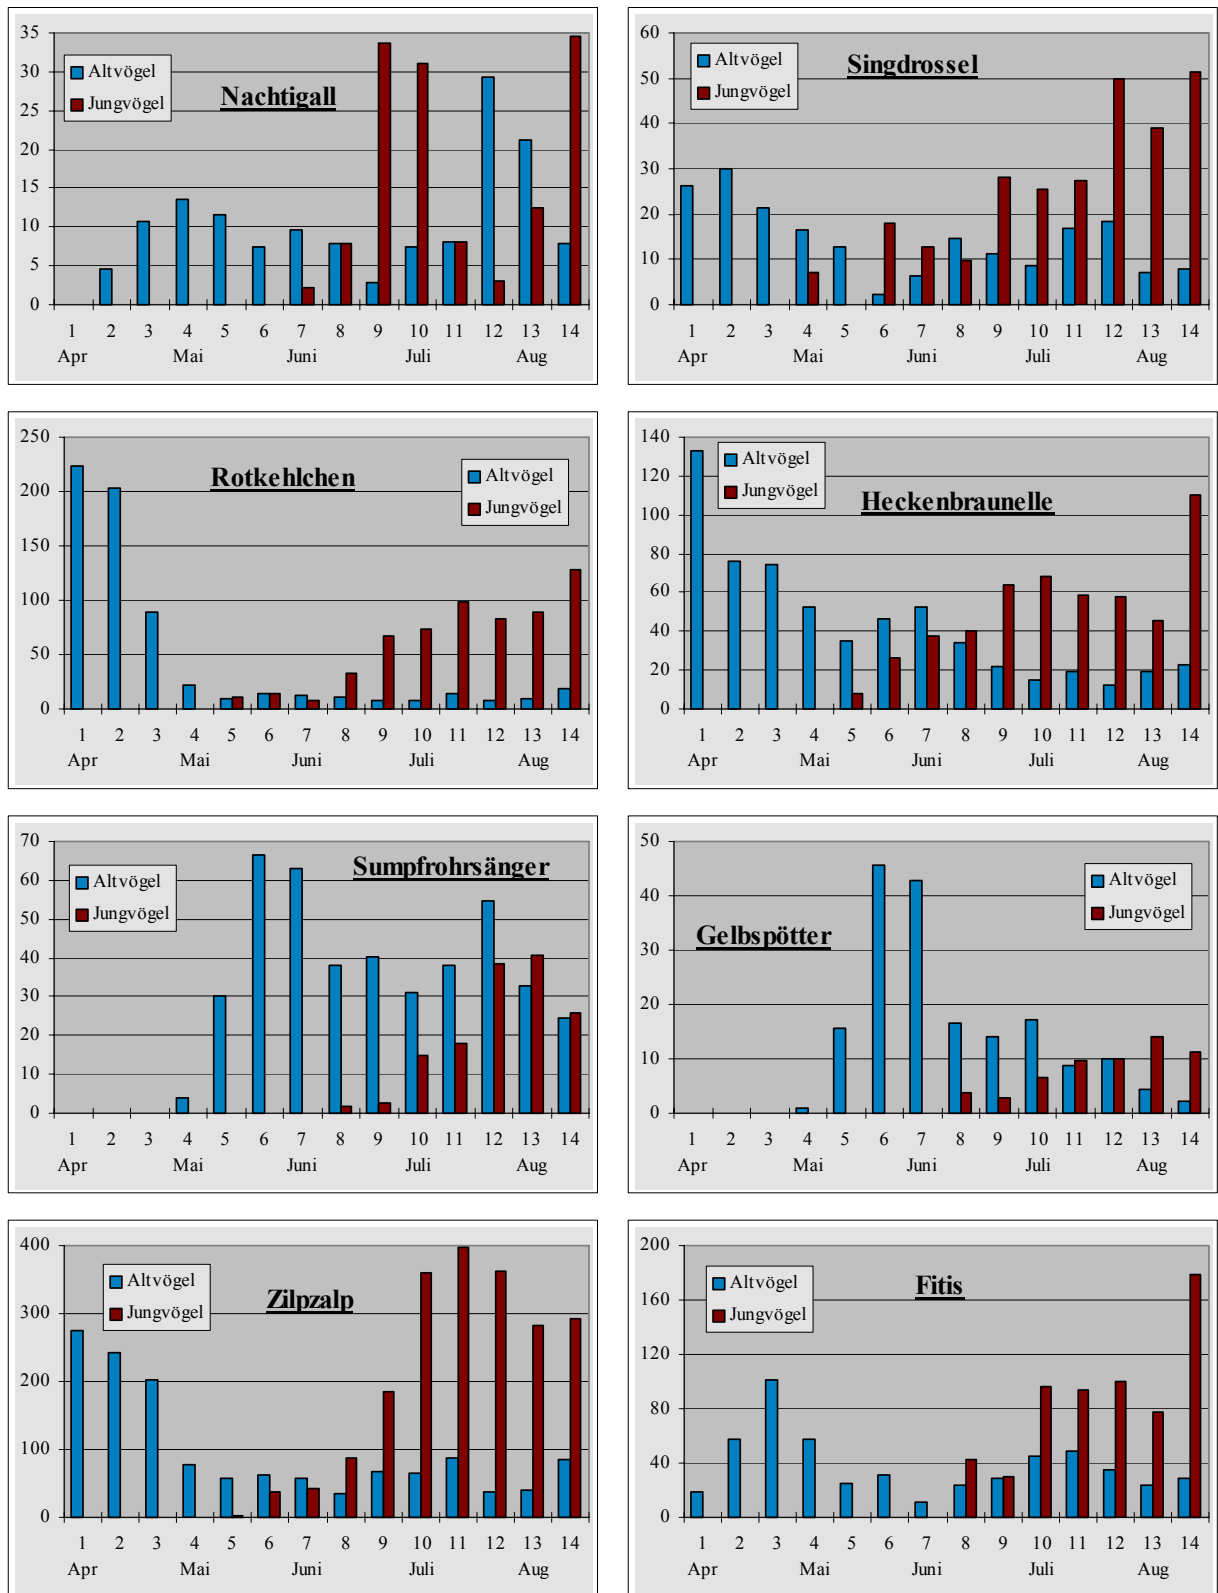 Nachtigall
Altvögel
Jungvögel
35
30
25
20
15
10
5
0
1 2 3 4 5 6 7 8 9 10 11 12 13 14
Apr Mai Juni Juli Aug
Singdrossel
Altvögel
Jungvögel
60
50
40
30
20
10
0
1 2 3 4 5 6 7 8 9 10 11 12 13 14
Apr Mai Juni Juli Aug
Rotkehlchen
Altvögel
Jungvögel
250
200
150
100
50
0
1 2 3 4 5 6 7 8 9 10 11 12 13 14
Apr Mai Juni Juli Aug
Heckenbraunelle
Altvögel
Jungvögel
140
120
100
80
60
40
20
0
1 2 3 4 5 6 7 8 9 10 11 12 13 14
Apr Mai Juni Juli Aug
Sumpfrohrsänger
Altvögel
Jungvögel
70
60
50
40
30
20
10
0
1 2 3 4 5 6 7 8 9 10 11 12 13 14
Apr Mai Juni Juli Aug
Gelbspötter
Altvögel
Jungvögel
50
40
30
20
10
0
1 2 3 4 5 6 7 8 9 10 11 12 13 14
Apr Mai Juni Juli Aug
Zilpzalp
Altvögel
Jungvögel
400
300
200
100
0
1 2 3 4 5 6 7 8 9 10 11 12 13 14
Apr Mai Juni Juli Aug
Fitis
Altvögel
Jungvögel
200
160
120
80
40
0
1 2 3 4 5 6 7 8 9 10 11 12 13 14
Apr Mai Juni Juli Aug